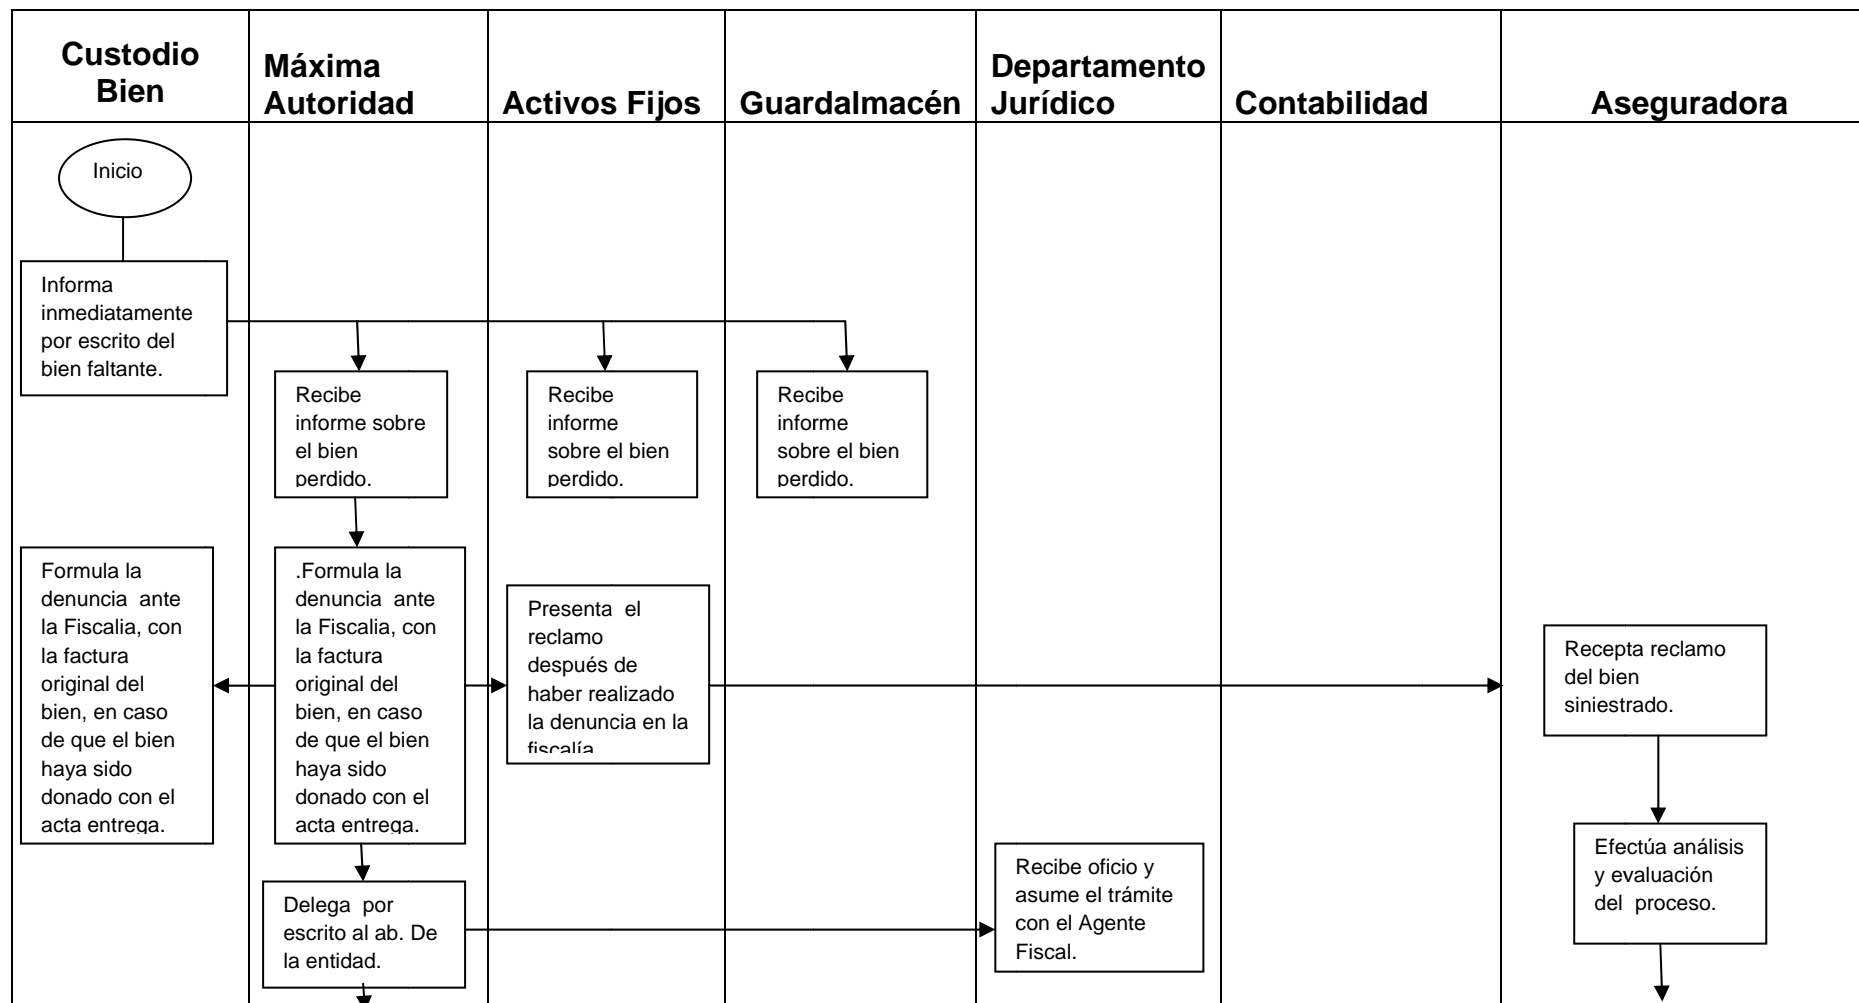 Custodio
Bien
Máxima
Autoridad
Activos Fijos
Guardalmacén
Departamento
Jurídico
Contabilidad
Aseguradora
Inicio
Informa
inmediatamente
por escrito del
bien faltante.
Recibe
informe sobre
el bien
perdido.
Recibe
informe
sobre el bien
perdido.
Recibe
informe
sobre el bien
perdido.
Formula la
denuncia ante
la Fiscalia, con
la factura
original del
bien, en caso
de que el bien
haya sido
donado con el
acta entrega.
.Formula la
denuncia ante
la Fiscalia, con
la factura
original del
bien, en caso
de que el bien
haya sido
donado con el
acta entrega.
Presenta el
reclamo
después de
haber realizado
la denuncia en la
fiscalía
Recepta reclamo
del bien
siniestrado.
Efectúa análisis
y evaluación
del proceso.
Delega por
escrito al ab. De
la entidad.
Recibe oficio y
asume el trámite
con el Agente
Fiscal.